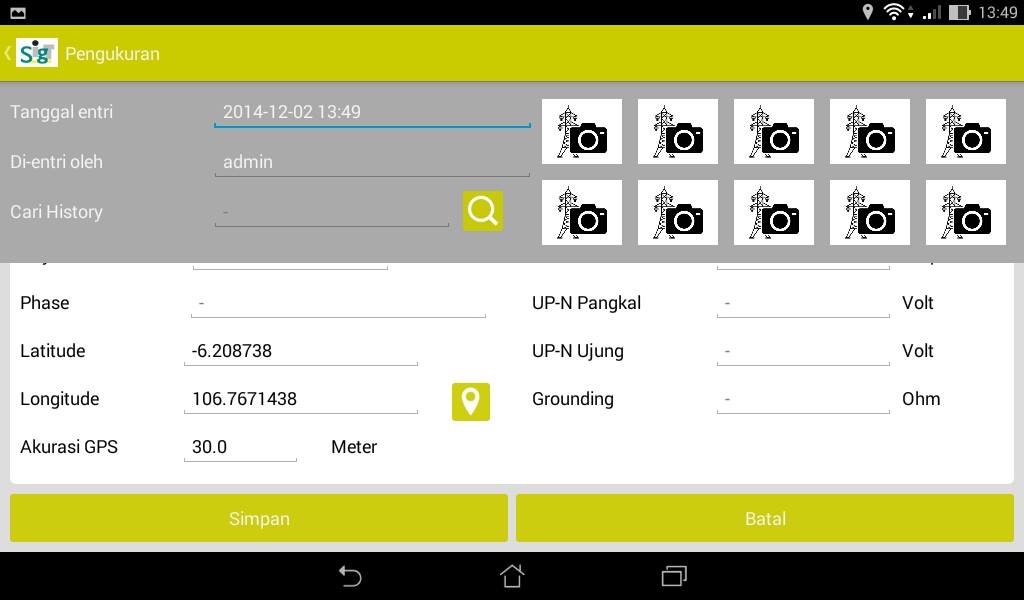 13:49
SigT Pengukuran
Tanggal entri 2014-12-02 13:49
Di-entri oleh admin
Cari History -
Phase - UP-N Pangkal - Volt
Latitude -6.208738 UP-N Ujung - Volt
Longitude 106.7671438 Grounding - Ohm
Akurasi GPS 30.0 Meter
Simpan Batal